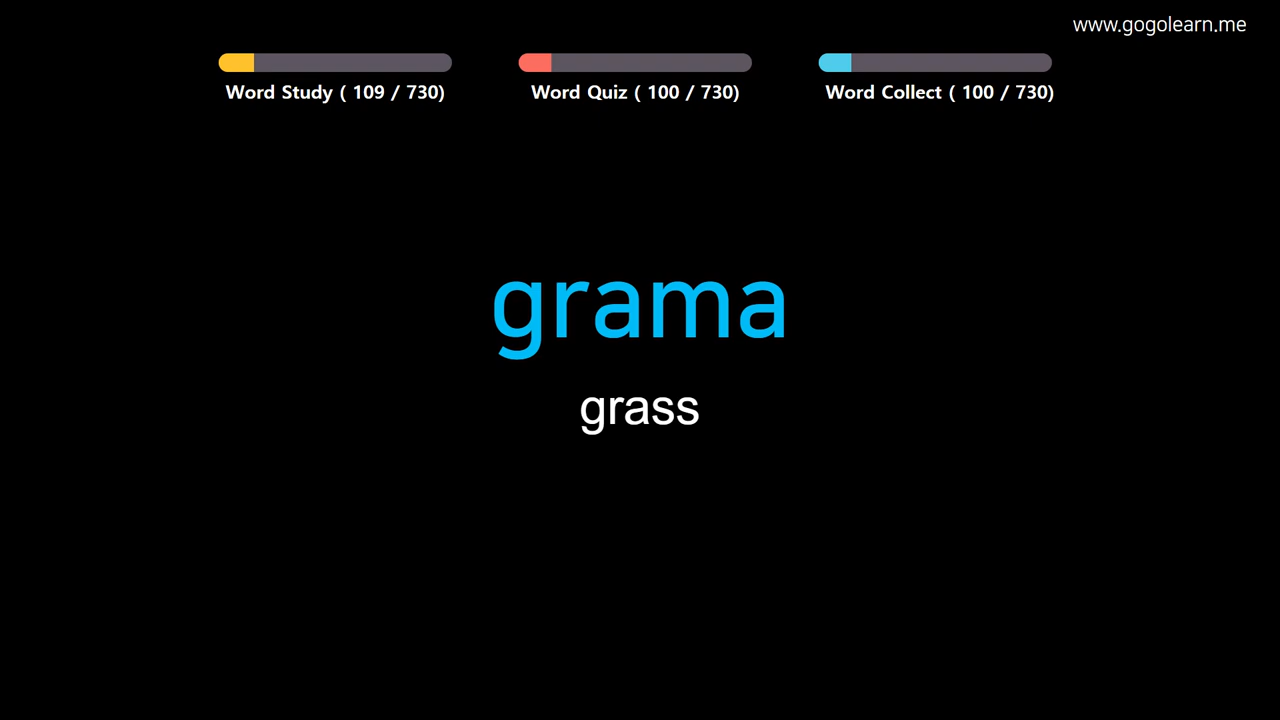 www.gogolearn.me
Word Study ( 109 / 730)
Word Quiz ( 100 / 730)
Word Collect ( 100 / 730)
grama
grass